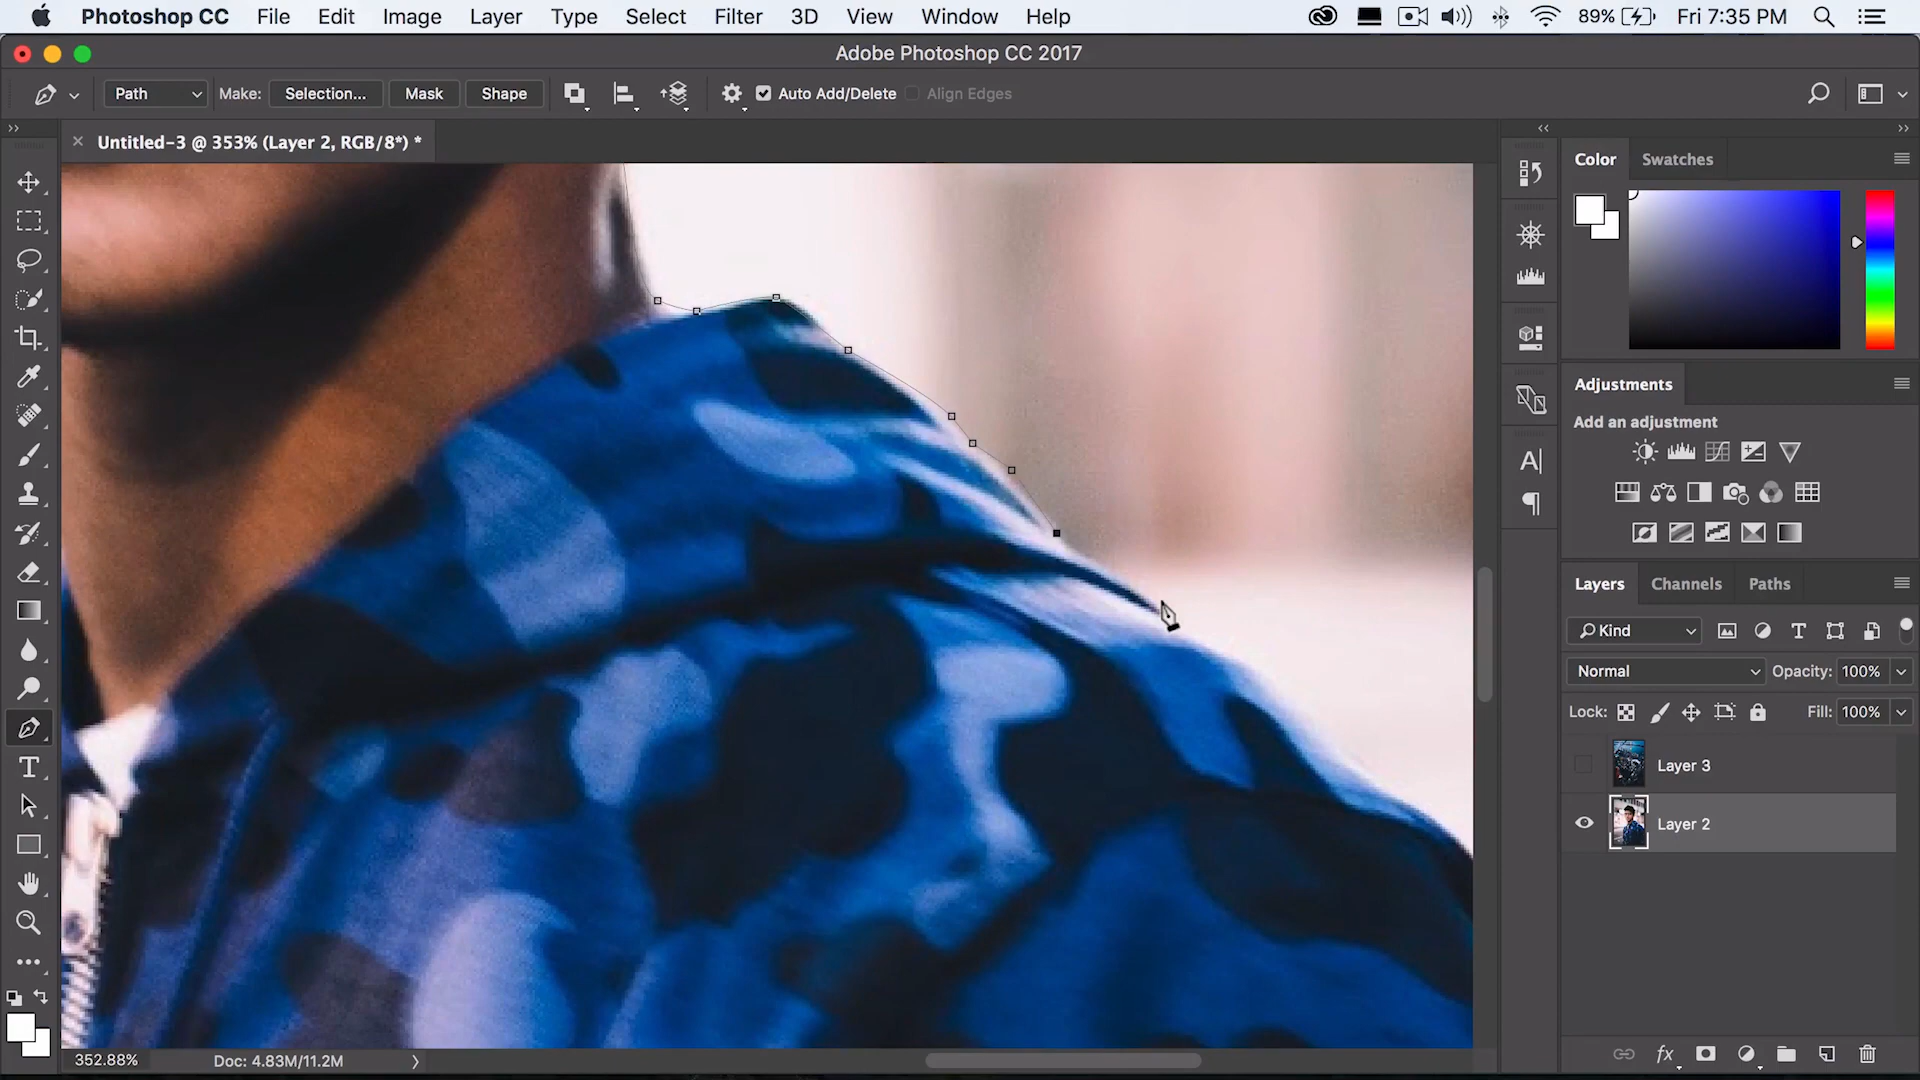 Photoshop CC File Edit Image Layer Type Select Filter 3D View Window Help 89% Fri 7:35 PM
Adobe Photoshop CC 2017
Path Make: Selection... Mask Shape Auto Add/Delete Align Edges
Untitled-3 @ 353% (Layer 2, RGB/8*) *
Color Swatches
Adjustments
Add an adjustment
Layers Channels Paths
Kind
Normal Opacity: 100%
Lock: Fill: 100%
Layer 3
Layer 2
352.88% Doc: 4.83M/11.2M
fx